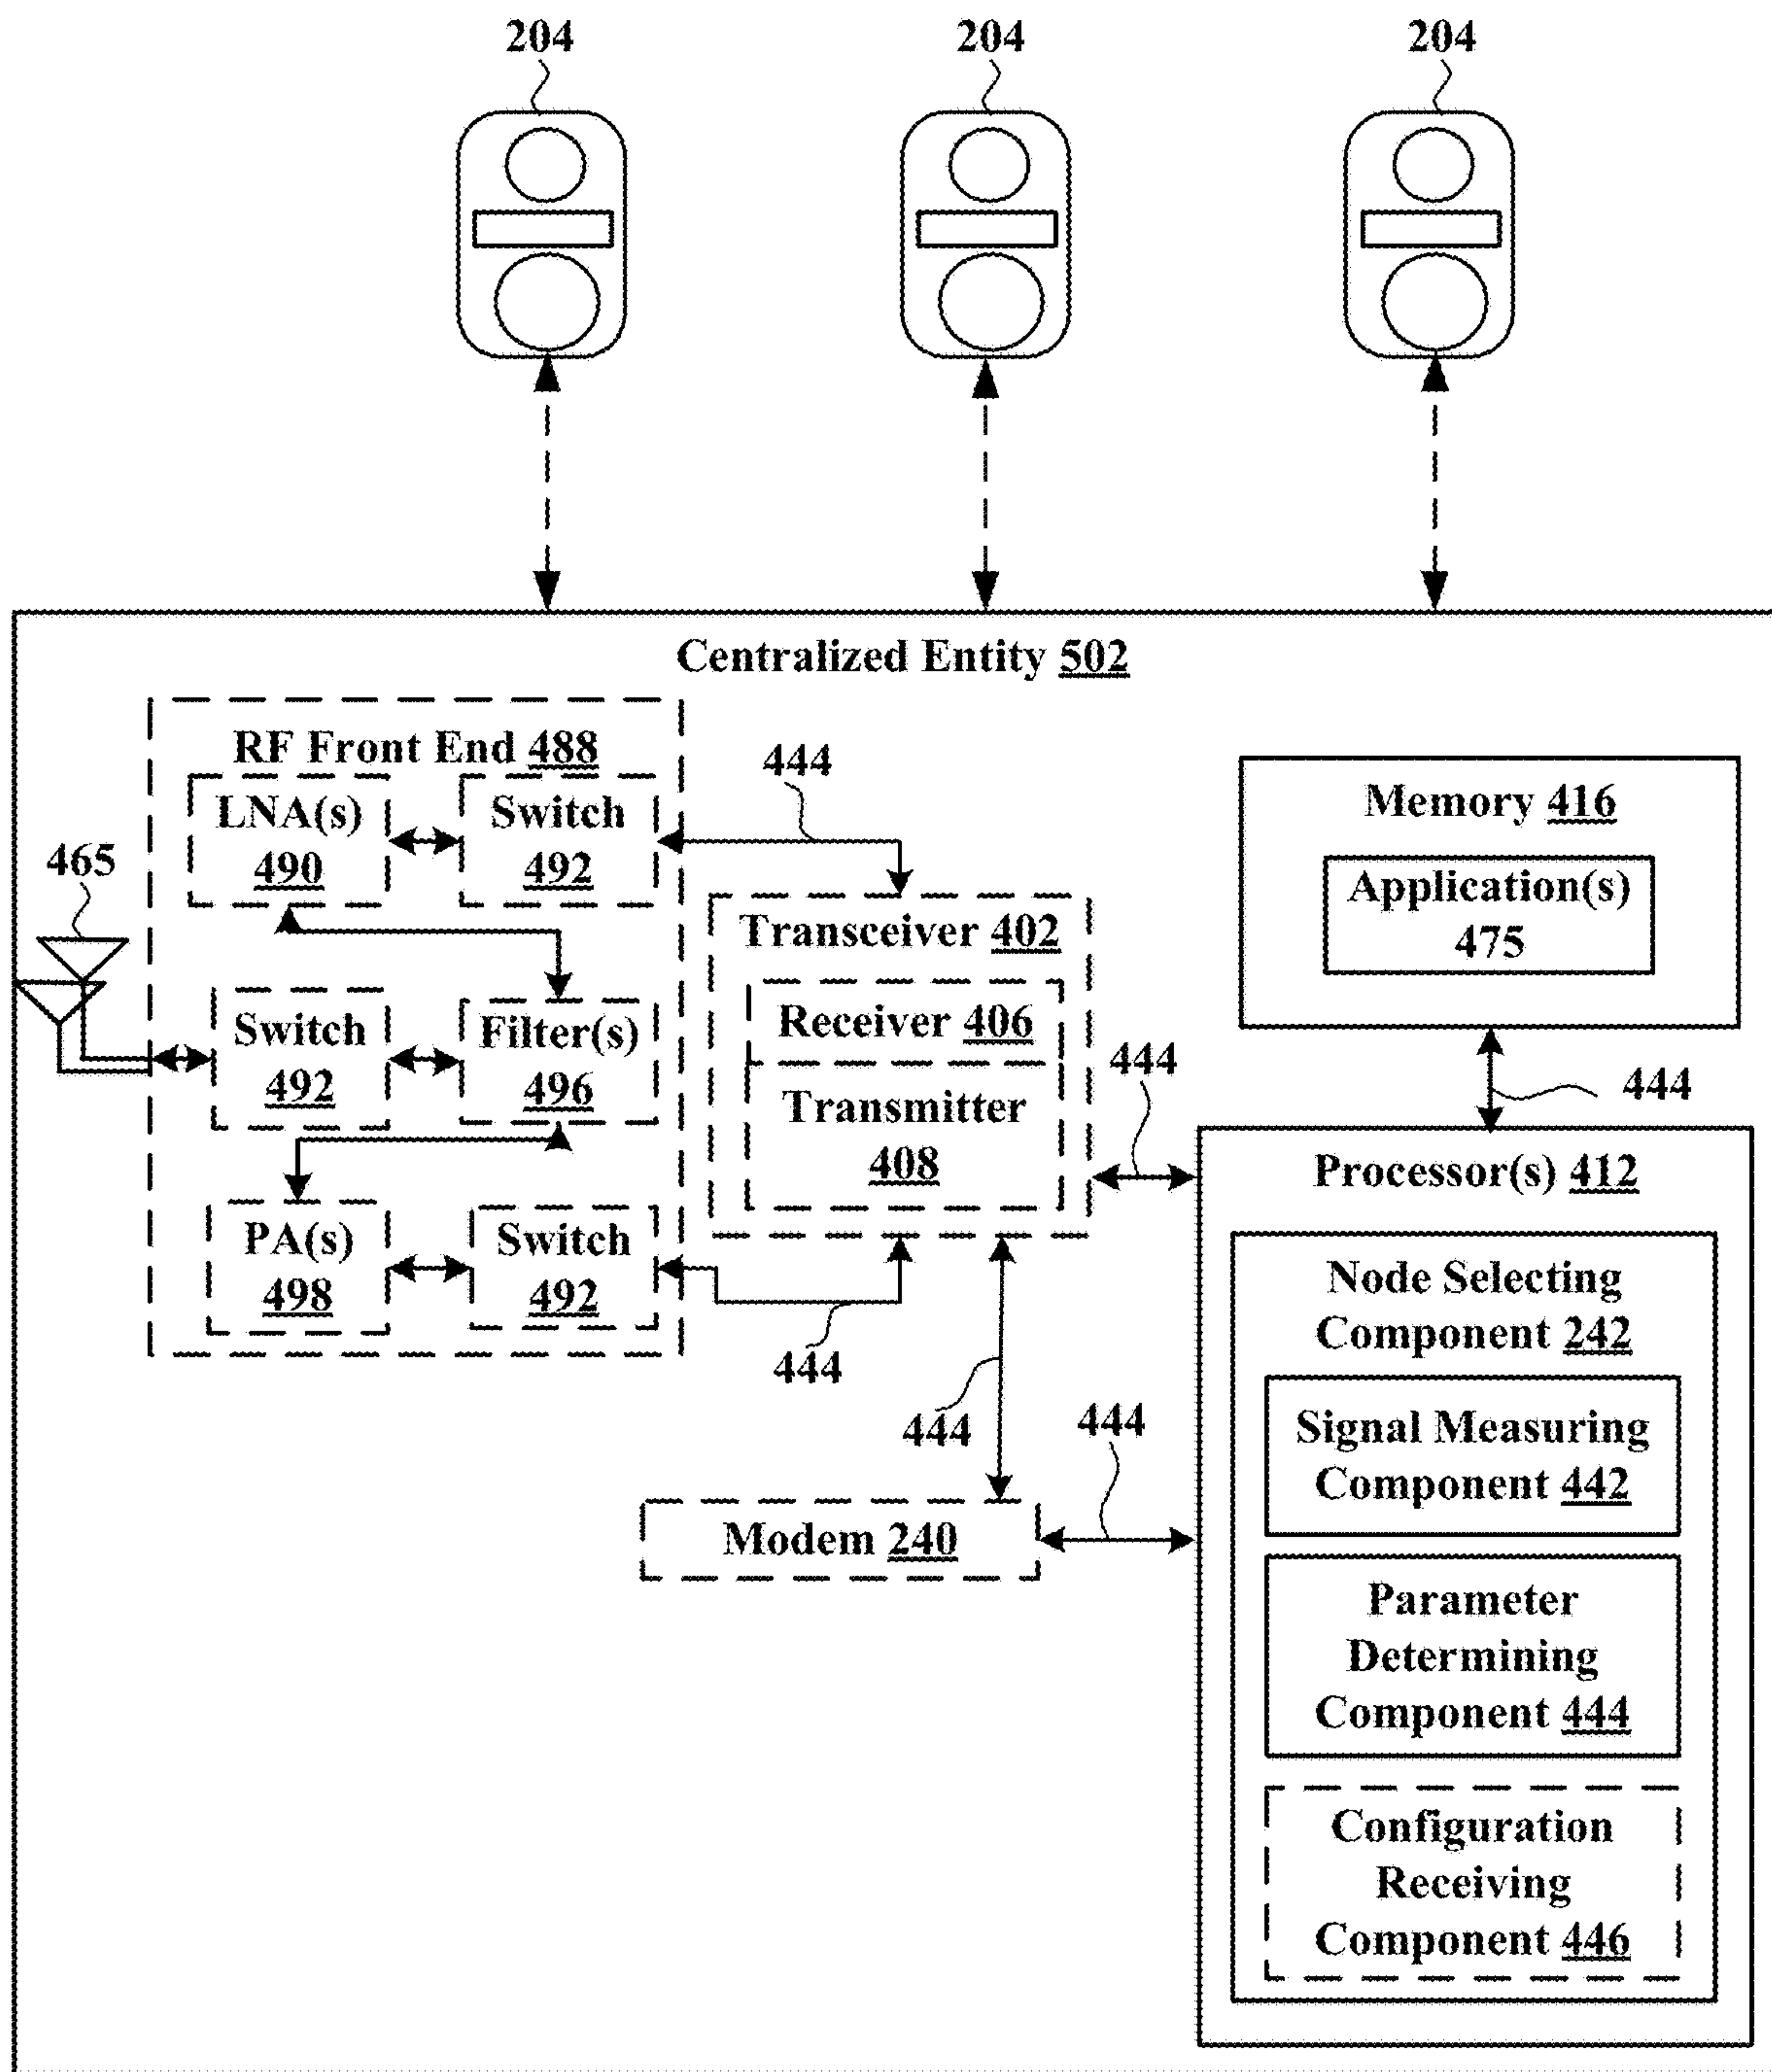 204
204
204
Centralized Entity 502
RF Front End 488
LNA(s)
490
Switch
492
444
465
Switch
492
Filter(s)
496
PA(s)
498
Switch
492
444
Transceiver 402
Receiver 406
Transmitter
408
444
444
Modem 240
444
Memory 416
Application(s)
475
444
Processor(s) 412
Node Selecting
Component 242
Signal Measuring
Component 442
Parameter
Determining
Component 444
Configuration
Receiving
Component 446